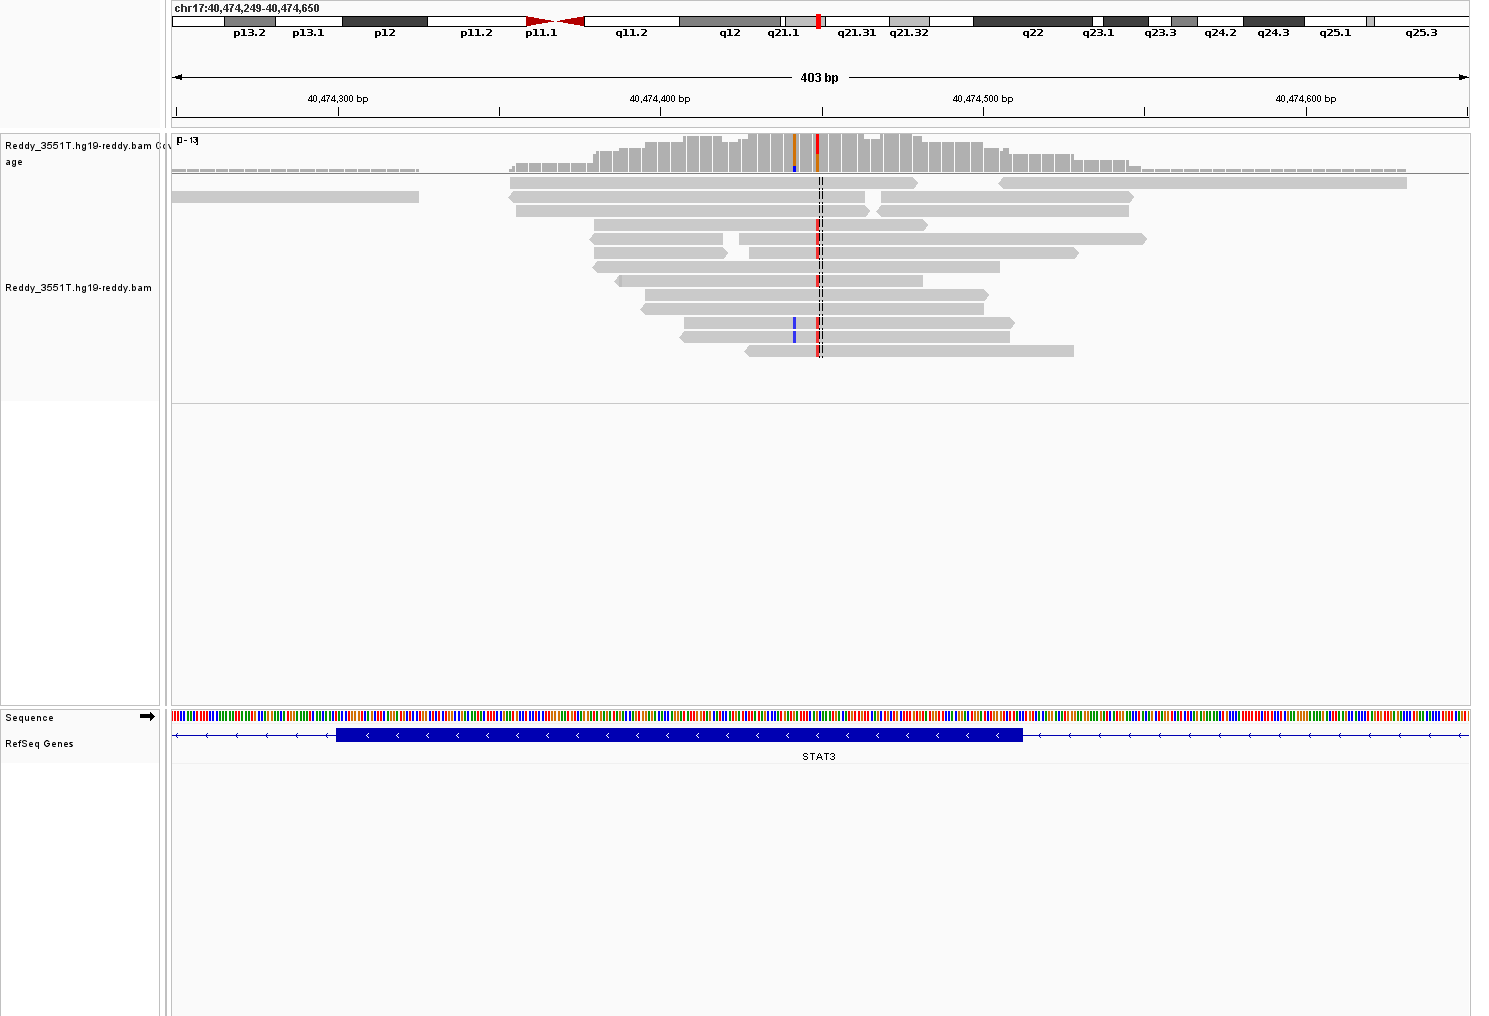 chr17:40,474,249-40,474,650
p13.2 p13.1 p12 p11.2 p11.1 q11.2 q12 q21.1 q21.31 q21.32 q22 q23.1 q23.3 q24.2 q24.3 q25.1 q25.3
403 bp
40,474,300 bp 40,474,400 bp 40,474,500 bp 40,474,600 bp
[0 - 13]
Reddy_3551T.hg19-reddy.bam Cov
age
Reddy_3551T.hg19-reddy.bam
Sequence
RefSeq Genes
STAT3